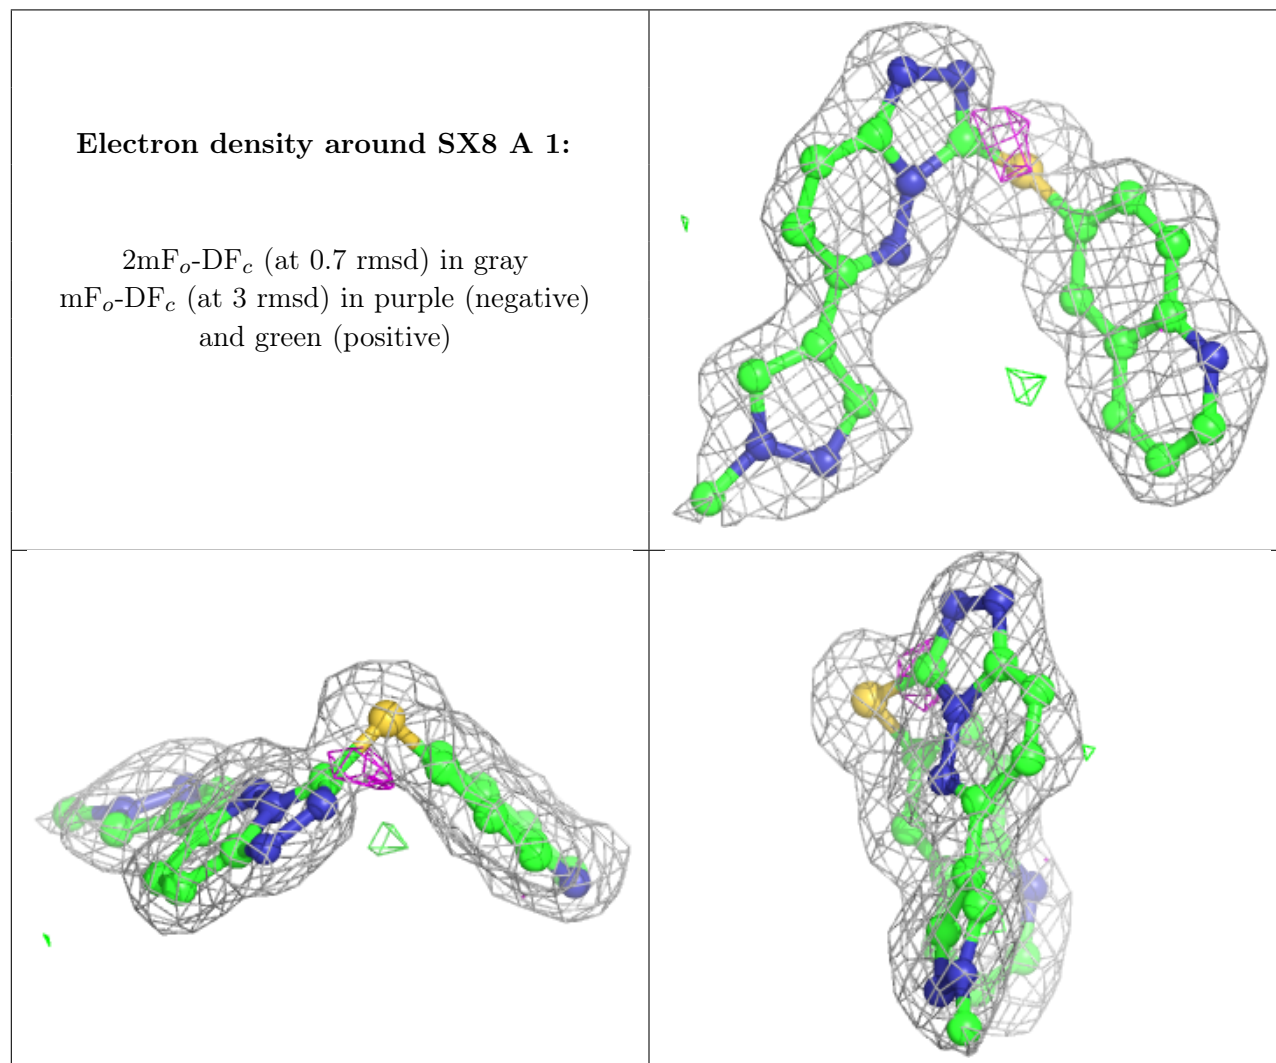 Electron density around SX8 A 1:
2mFₒ-DF𝒸 (at 0.7 rmsd) in gray
mFₒ-DF𝒸 (at 3 rmsd) in purple (negative)
and green (positive)